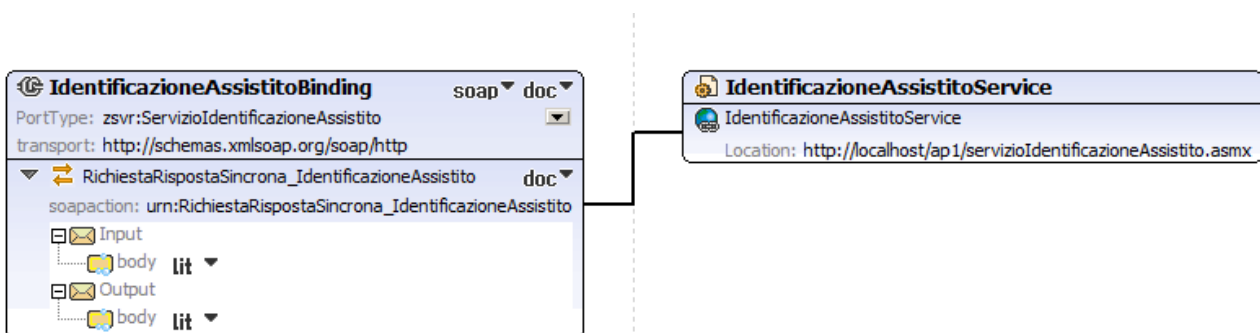 IdentificazioneAssistitoBinding soap doc
PortType: zsvr:ServizioIdentificazioneAssistito
transport: http://schemas.xmlsoap.org/soap/http
RichiestaRispostaSincrona_IdentificazioneAssistito doc
soapaction: urn:RichiestaRispostaSincrona_IdentificazioneAssistito
Input
body lit
Output
body lit
IdentificazioneAssistitoService
IdentificazioneAssistitoService
Location: http://localhost/ap1/servizioIdentificazioneAssistito.asmx